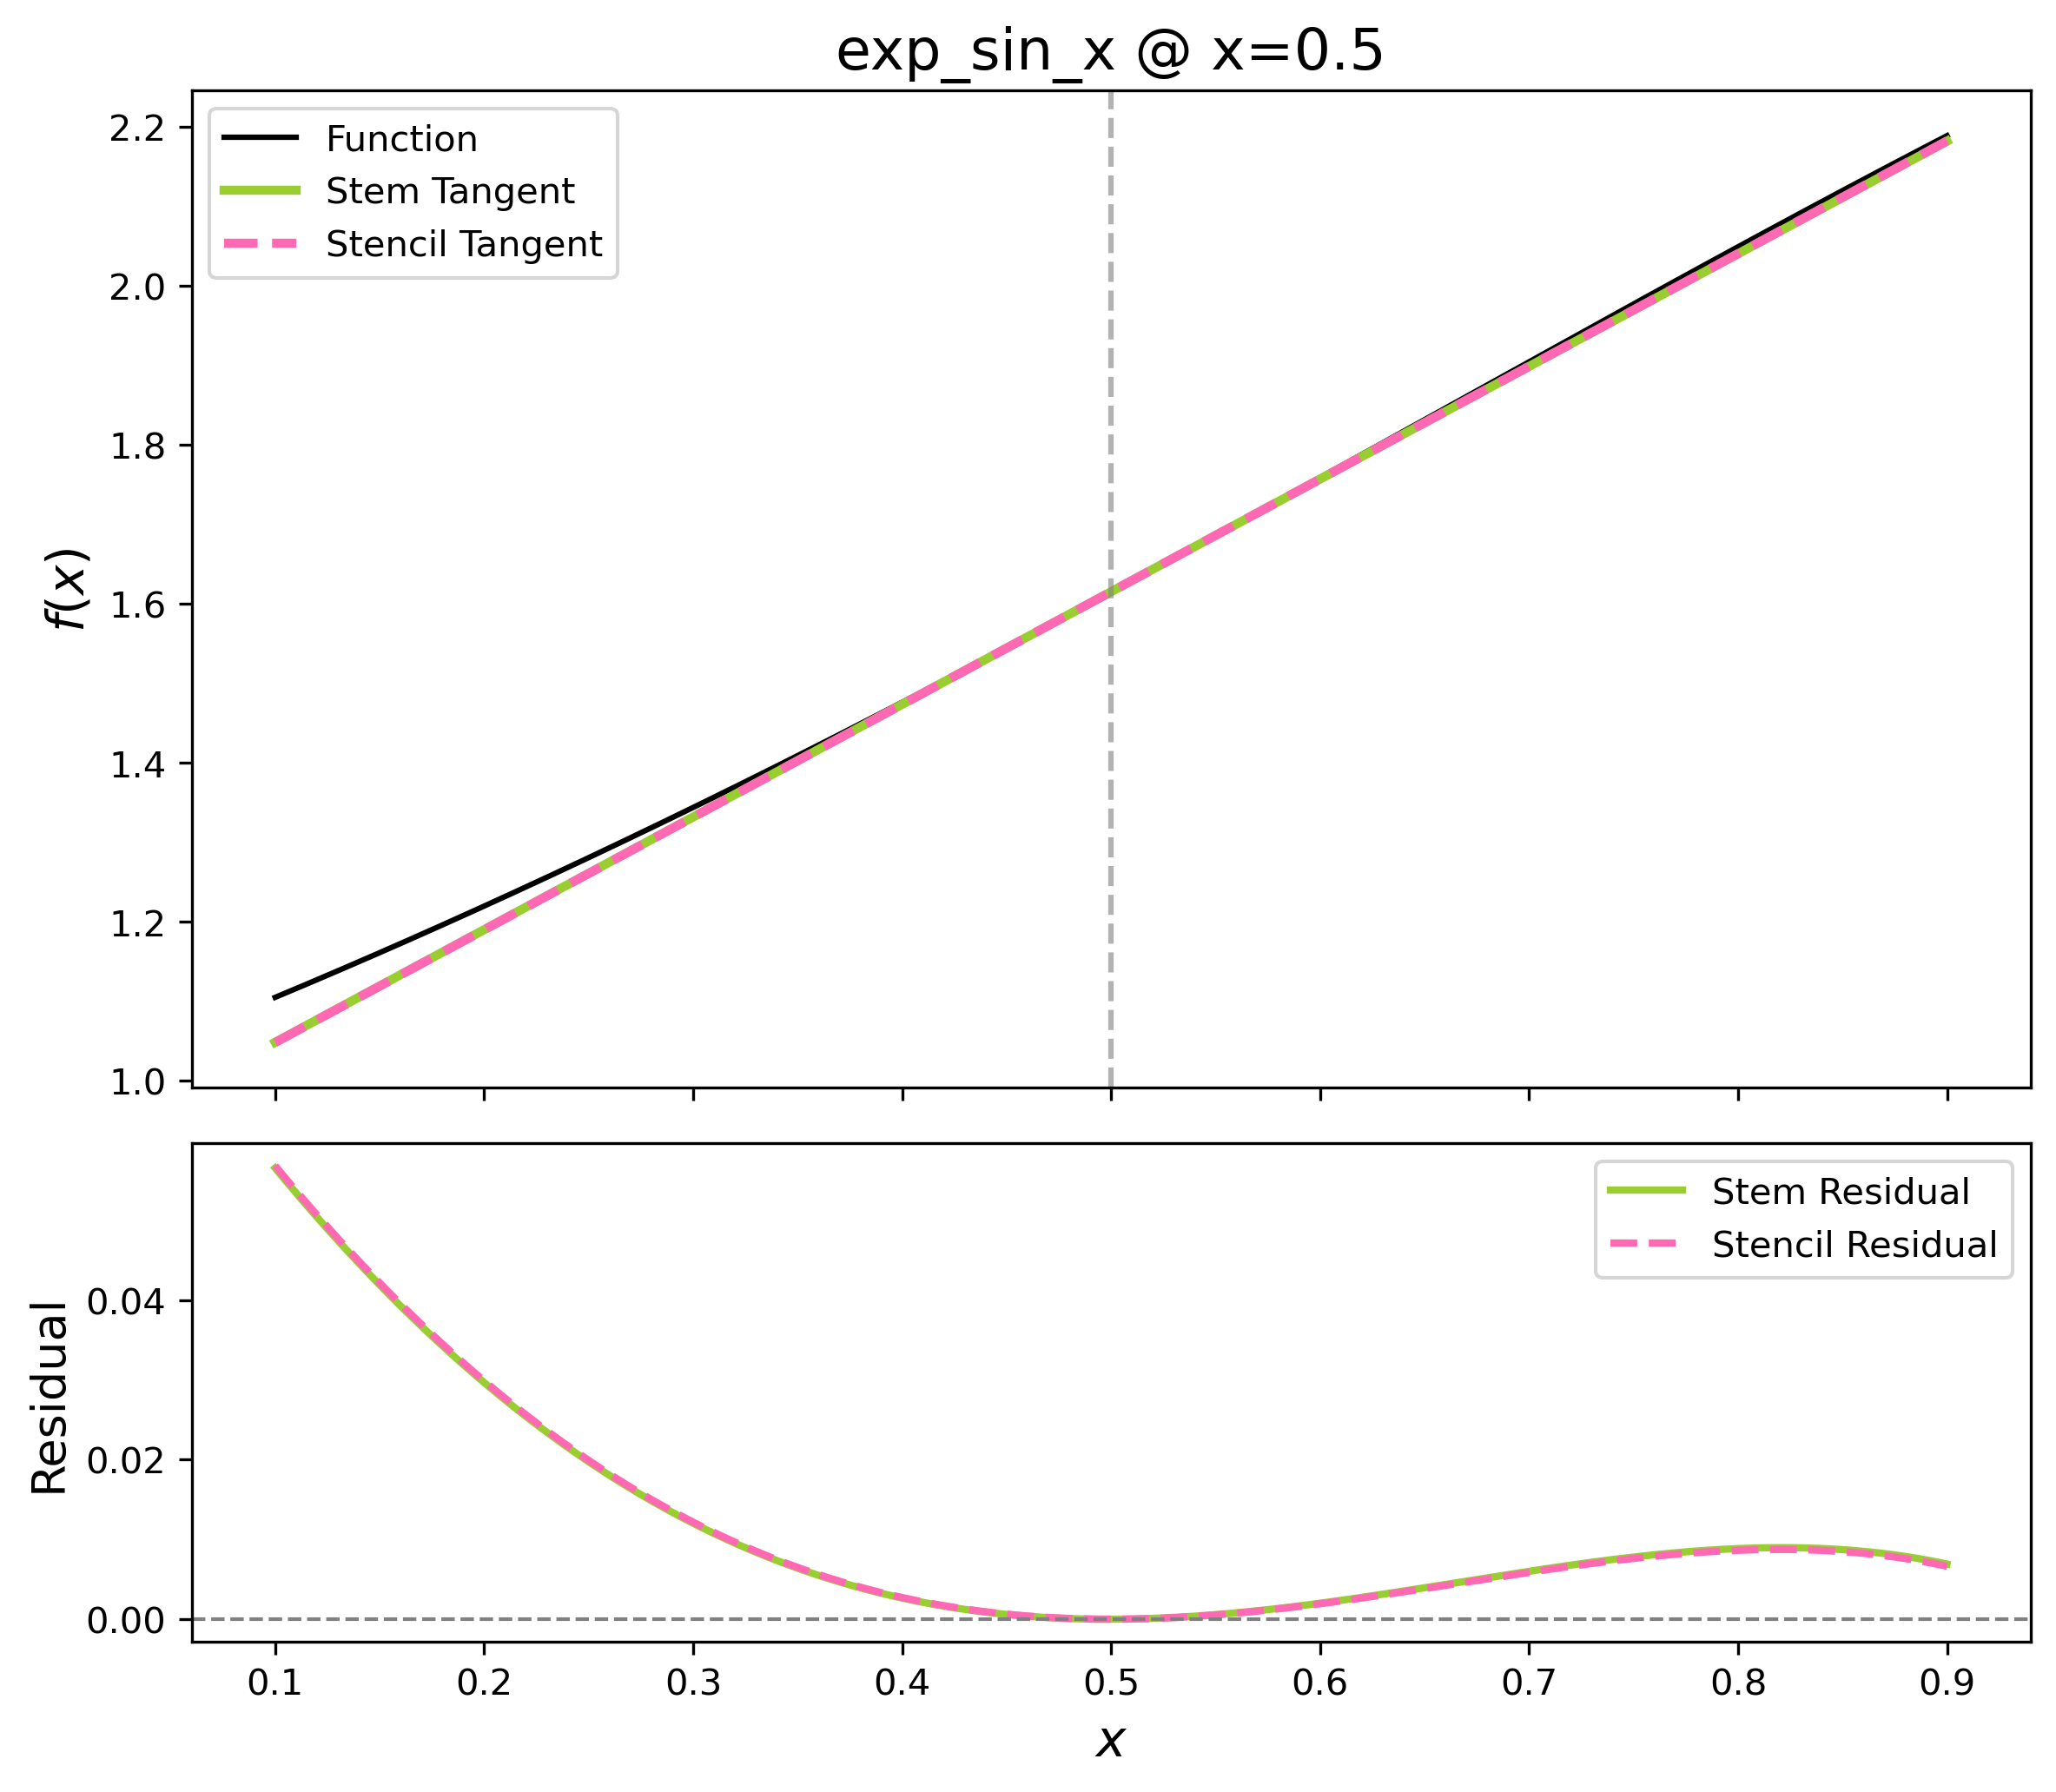 exp_sin_x @ x=0.5
Function
Stem Tangent
Stencil Tangent
2.2
2.0
1.8
1.6
1.4
1.2
1.0
f(x)
Stem Residual
Stencil Residual
0.04
0.02
0.00
Residual
0.1 0.2 0.3 0.4 0.5 0.6 0.7 0.8 0.9
x